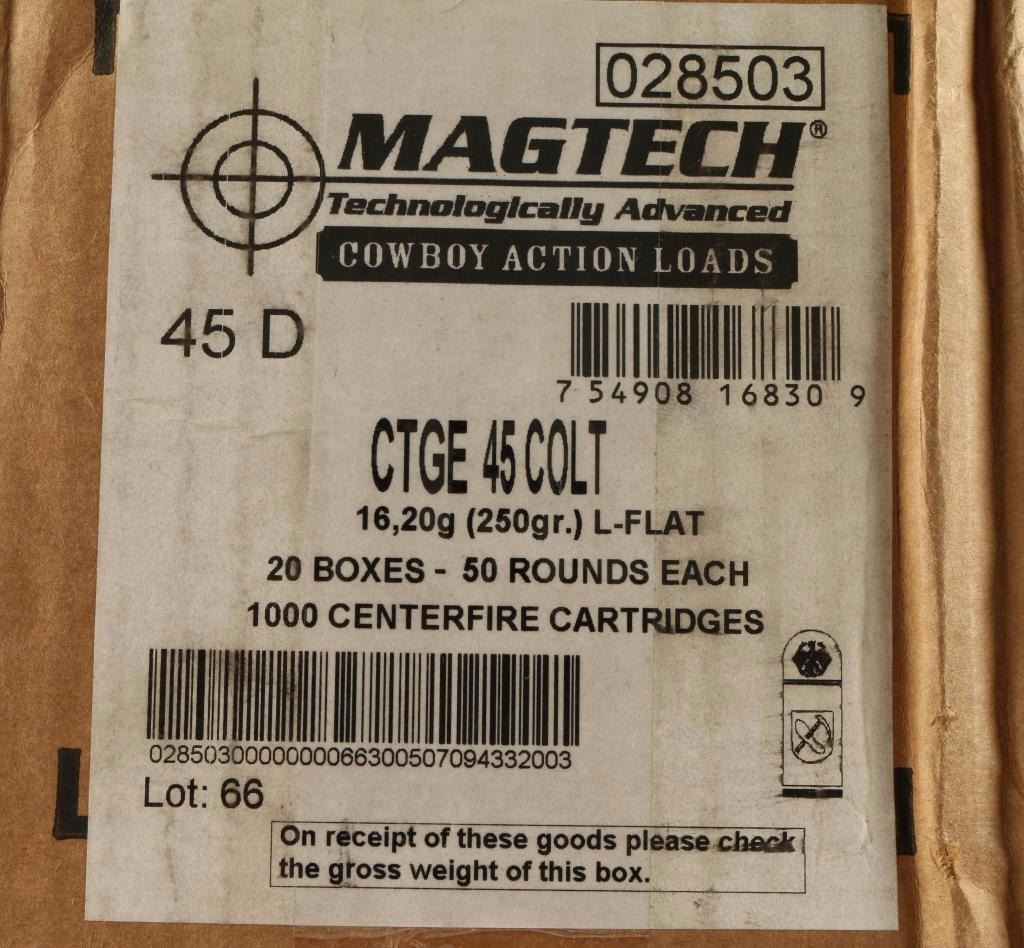 028503
MAGTECH®
Technologically Advanced
COWBOY ACTION LOADS
45 D
7 54908 16830 9
CTGE 45 COLT
16,20g (250gr.) L-FLAT
20 BOXES - 50 ROUNDS EACH
1000 CENTERFIRE CARTRIDGES
0285030000000066300507094332003
Lot: 66
On receipt of these goods please check
the gross weight of this box.